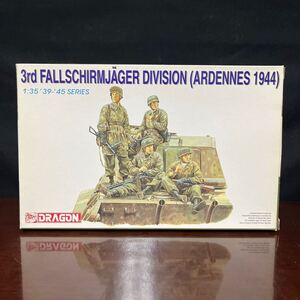 3rd FALLSCHIRMJÄGER DIVISION (ARDENNES 1944)
1:35 '39-'45 SERIES
DRAGON